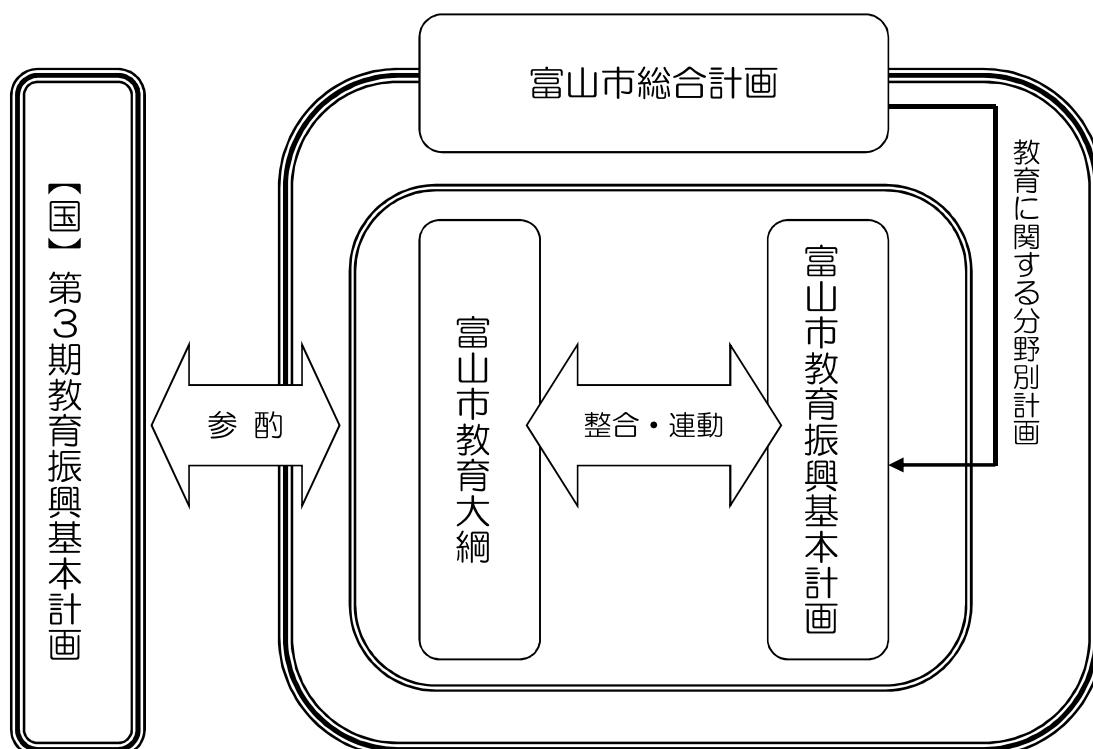 富山市総合計画
【国】第3期教育振興基本計画
参酌
富山市教育大綱
整合・連動
富山市教育振興基本計画
教育に関する分野別計画